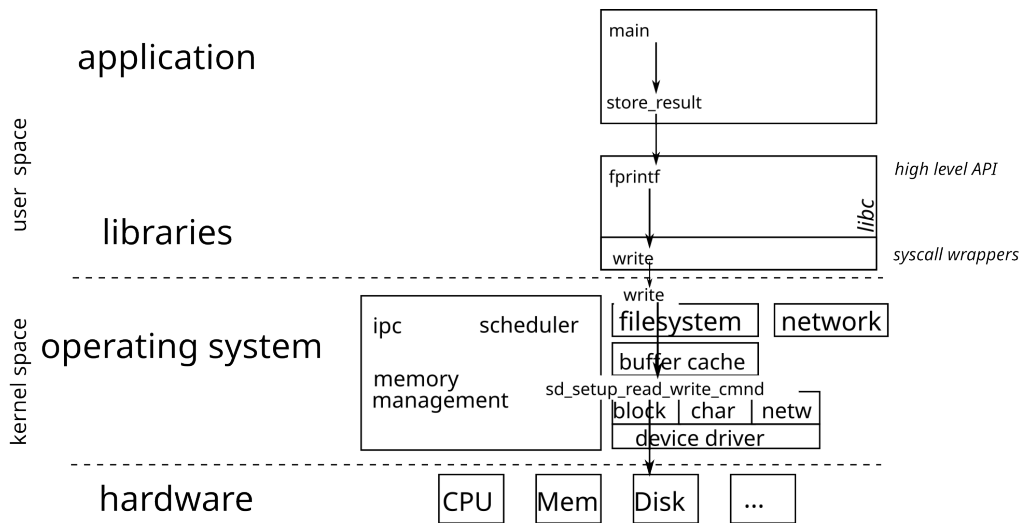 main
application
store_result
user space
fprintf
high level API
libc
libraries
write
syscall wrappers
write
ipc
scheduler
filesystem
network
operating system
kernel space
buffer cache
memory
management
sd_setup_read_write_cmnd
block
char
netw
device driver
hardware
CPU
Mem
Disk
...